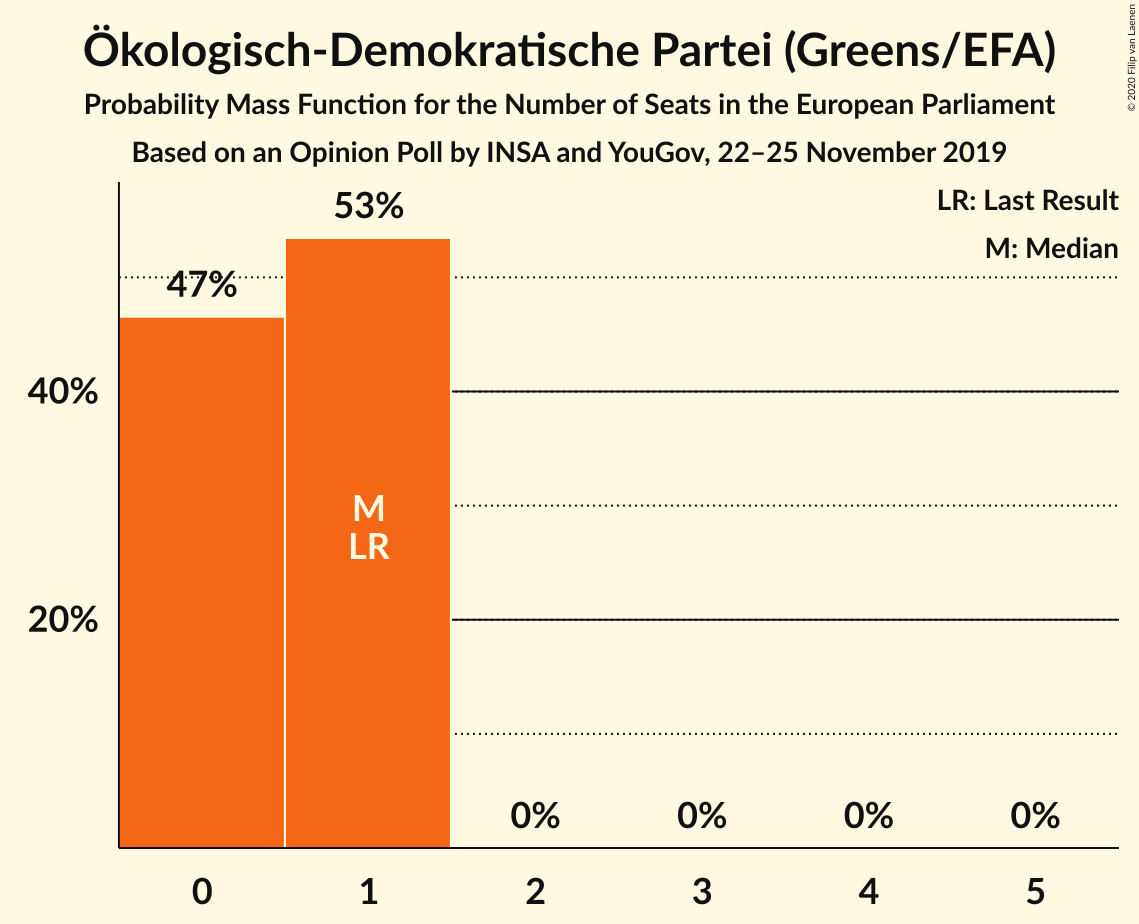 Ökologisch-Demokratische Partei (Greens/EFA)
Probability Mass Function for the Number of Seats in the European Parliament
Based on an Opinion Poll by INSA and YouGov, 22–25 November 2019
© 2020 Filip van Laenen
LR: Last Result
M: Median
53%
47%
40%
20%
M
LR
0% 0% 0% 0%
0 1 2 3 4 5